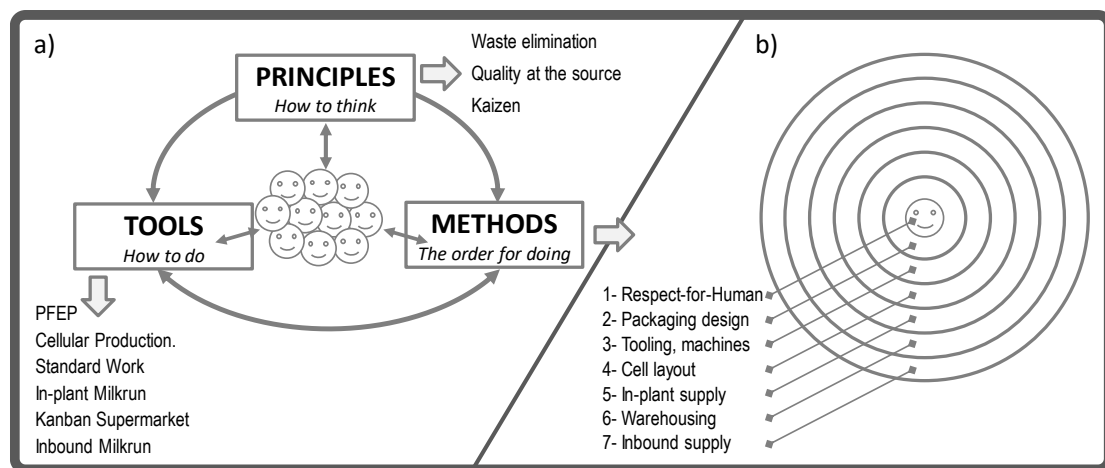 a)
PRINCIPLES
How to think
Waste elimination
Quality at the source
Kaizen
TOOLS
How to do
METHODS
The order for doing
PFEP
Cellular Production.
Standard Work
In-plant Milkrun
Kanban Supermarket
Inbound Milkrun
b)
1- Respect-for-Human
2- Packaging design
3- Tooling, machines
4- Cell layout
5- In-plant supply
6- Warehousing
7- Inbound supply